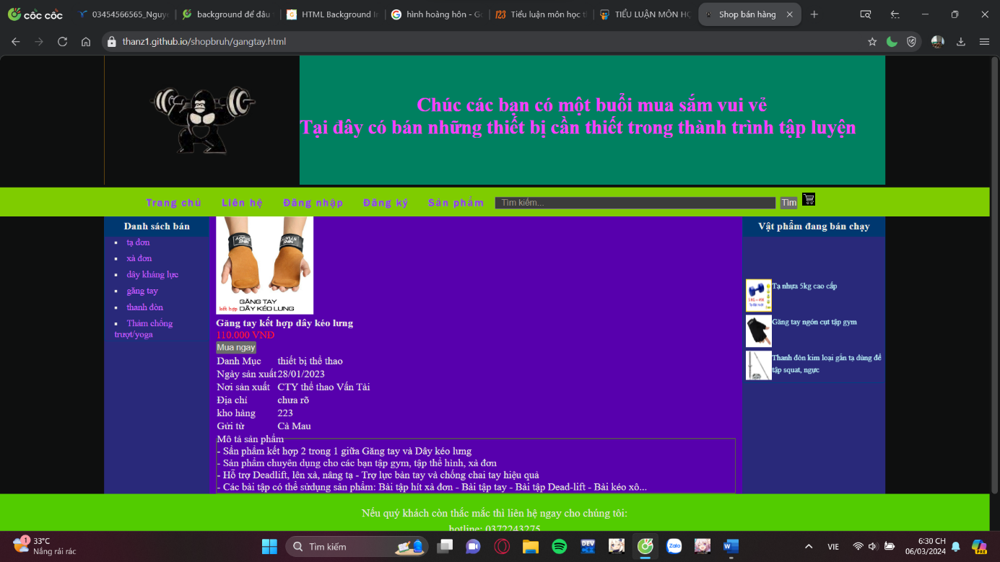 cốc cốc
03454566565_Nguye
background để đầu
HTML Background In
hình hoàng hôn - Go
Tiểu luận môn học t
TIỂU LUẬN MÔN HỌ
Shop bán hàng
thanz1.github.io/shopbruh/gangtay.html
Chúc các bạn có một buổi mua sắm vui vẻ
Tại dây có bán những thiết bị cần thiết trong thành trình tập luyện
Trang chủ Liên hệ Đăng nhập Đăng ký Sản phẩm Tìm kiếm... Tìm
Danh sách bán
tạ đơn
xà đơn
dây kháng lực
găng tay
thanh đòn
Thảm chống
trượt/yoga
NINE STUDY
GĂNG TAY
kết hợp DÂY KÉO LƯNG
Găng tay kết hợp dây kéo lưng
110.000 VNĐ
Mua ngay
Danh Mục thiết bị thể thao
Ngày sản xuất 28/01/2023
Nơi sản xuất CTY thể thao Vấn Tài
Địa chỉ chưa rõ
kho hàng 223
Gửi từ Cà Mau
Mô tả sản phẩm
- Sẩn phẩm kết hợp 2 trong 1 giữa Găng tay và Dây kéo lưng
- Sản phẩm chuyên dụng cho các bạn tập gym, tập thể hình, xà đơn
- Hỗ trợ Deadlift, lên xà, nâng tạ - Trợ lực bàn tay và chống chai tay hiệu quả
- Các bài tập có thể sửdụng sản phẩm: Bài tập hít xà đơn - Bài tập tay - Bài tập Dead-lift - Bài kéo xô...
Vật phẩm đang bán chạy
Tạ nhựa 5kg cao cấp
Găng tay ngón cụt tập gym
Thanh đòn kim loại gắn tạ dùng để
tập squat, ngực
Nếu quý khách còn thắc mắc thì liên hệ ngay cho chúng tôi:
hotline: 0372243275
1
33°C
Nắng rải rác
Tìm kiếm
DEV
Zalo
VIE
6:30 CH
06/03/2024
PRE